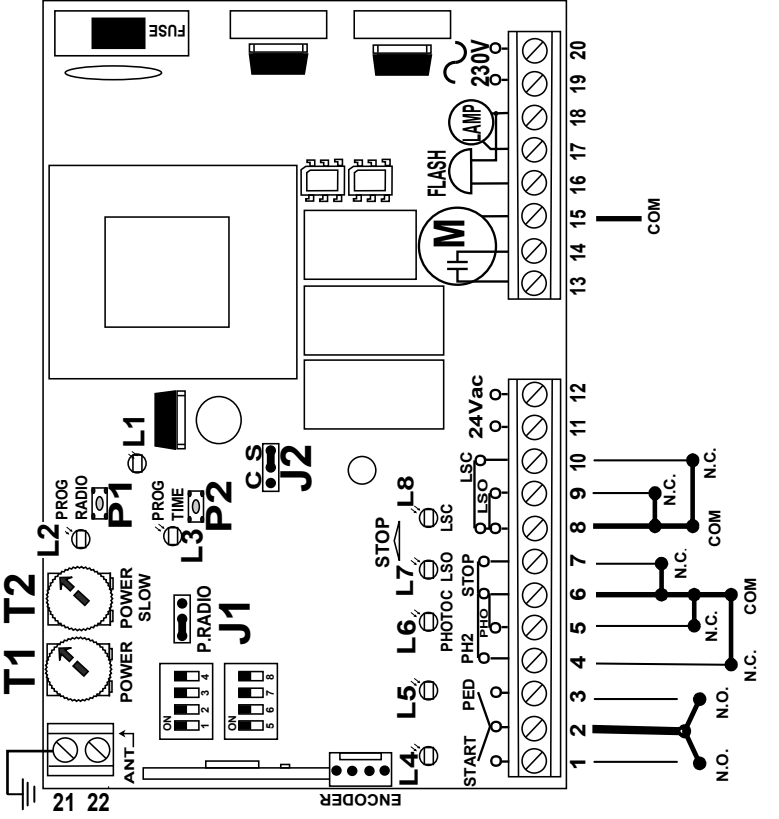 FUSE
230V
20
19
18
17
16
15
14
13
LAMP
FLASH
M
COM
24Vac
12
11
10
9
8
7
6
5
4
3
2
1
LSC
LSO
STOP
PHO
PH2
PED
START
N.C.
N.C.
COM
N.C.
N.C.
COM
N.C.
N.O.
N.O.
L1
PROG
RADIO
P1
L2
PROG
TIME
P2
L3
C S
J2
STOP
L8
LSC
L7
LSO
L6
PHOTOC
L5
L4
T2
POWER
SLOW
T1
POWER
P.RADIO
J1
ON
1 2 3 4
ON
5 6 7 8
ANT
21 22
ENCODER